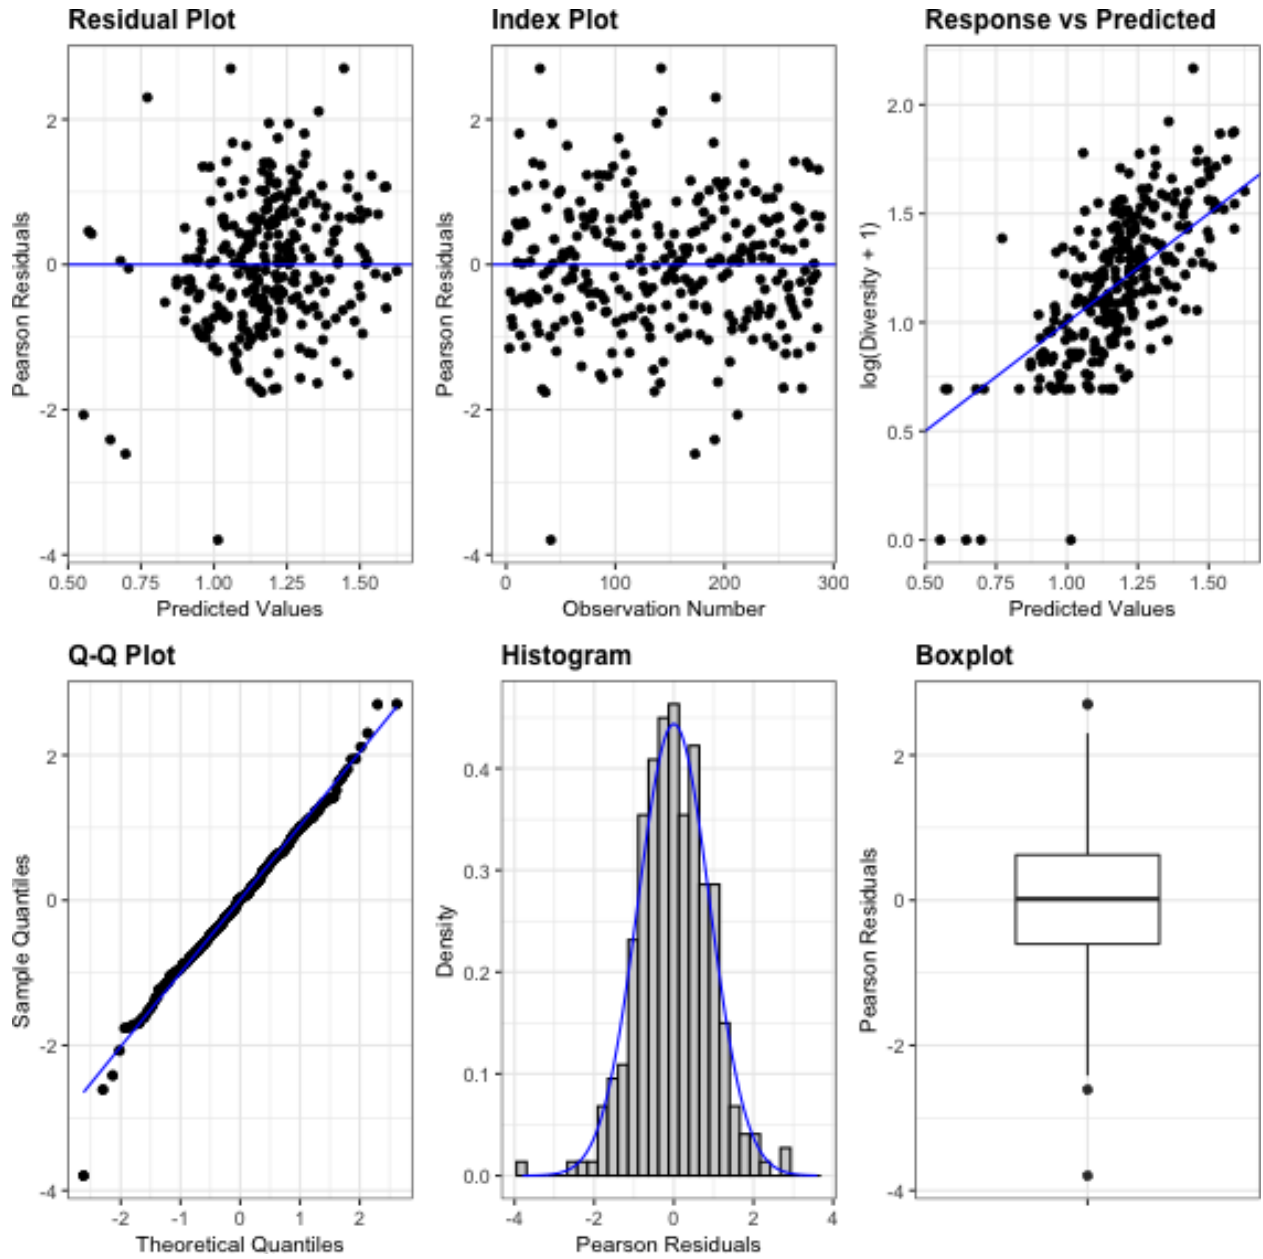 Residual Plot
Pearson Residuals
2
0
-2
-4
0.50 0.75 1.00 1.25 1.50
Predicted Values
Index Plot
Pearson Residuals
2
0
-2
-4
0 100 200 300
Observation Number
Response vs Predicted
log(Diversity + 1)
2.0
1.5
1.0
0.5
0.0
0.50 0.75 1.00 1.25 1.50
Predicted Values
Q-Q Plot
Sample Quantiles
2
0
-2
-4
-2 -1 0 1 2
Theoretical Quantiles
Histogram
Density
0.4
0.3
0.2
0.1
0.0
-4 -2 0 2 4
Pearson Residuals
Boxplot
Pearson Residuals
2
0
-2
-4